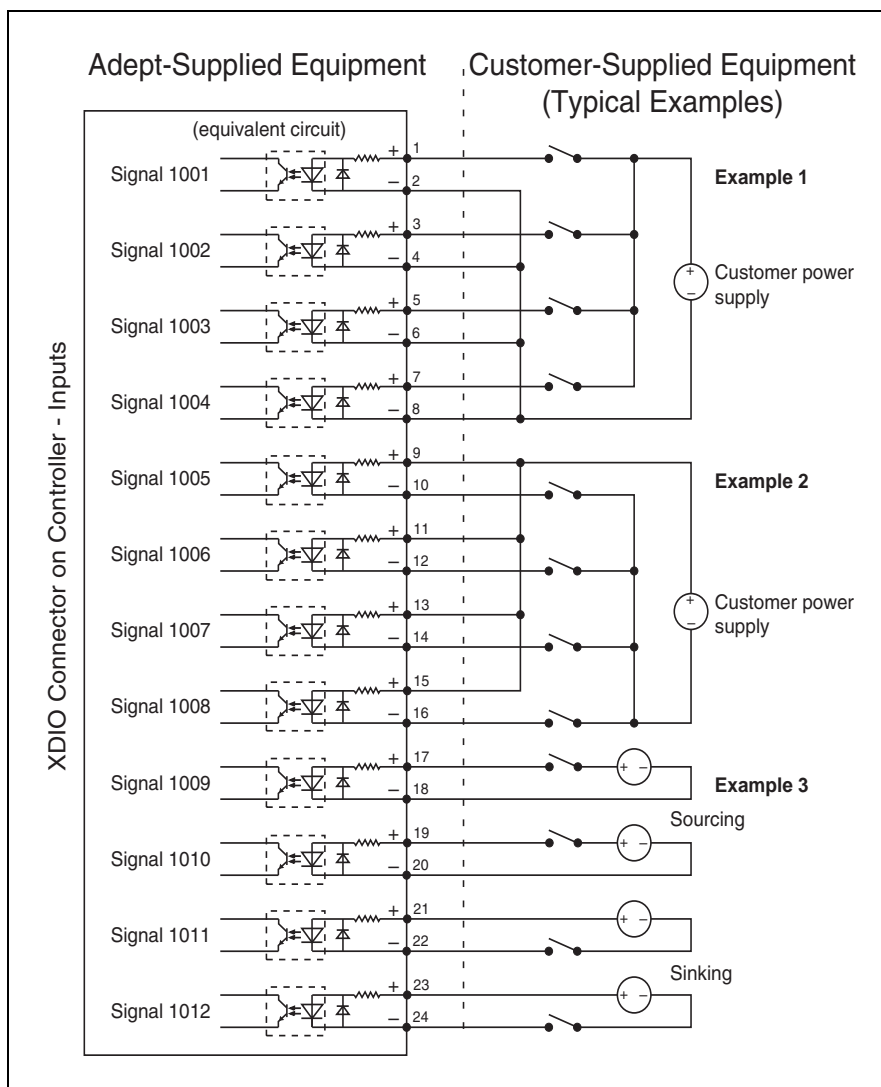 Adept-Supplied Equipment
Customer-Supplied Equipment
(Typical Examples)
(equivalent circuit)
XDIO Connector on Controller - Inputs
Signal 1001
+ 1
– 2
Example 1
Signal 1002
+ 3
– 4
Customer power
supply
+
–
Signal 1003
+ 5
– 6
Signal 1004
+ 7
– 8
Signal 1005
+ 9
– 10
Example 2
Signal 1006
+ 11
– 12
Customer power
supply
+
–
Signal 1007
+ 13
– 14
Signal 1008
+ 15
– 16
Signal 1009
+ 17
– 18
+ –
Example 3
Sourcing
Signal 1010
+ 19
– 20
+ –
Signal 1011
+ 21
– 22
+ –
Sinking
Signal 1012
+ 23
– 24
+ –